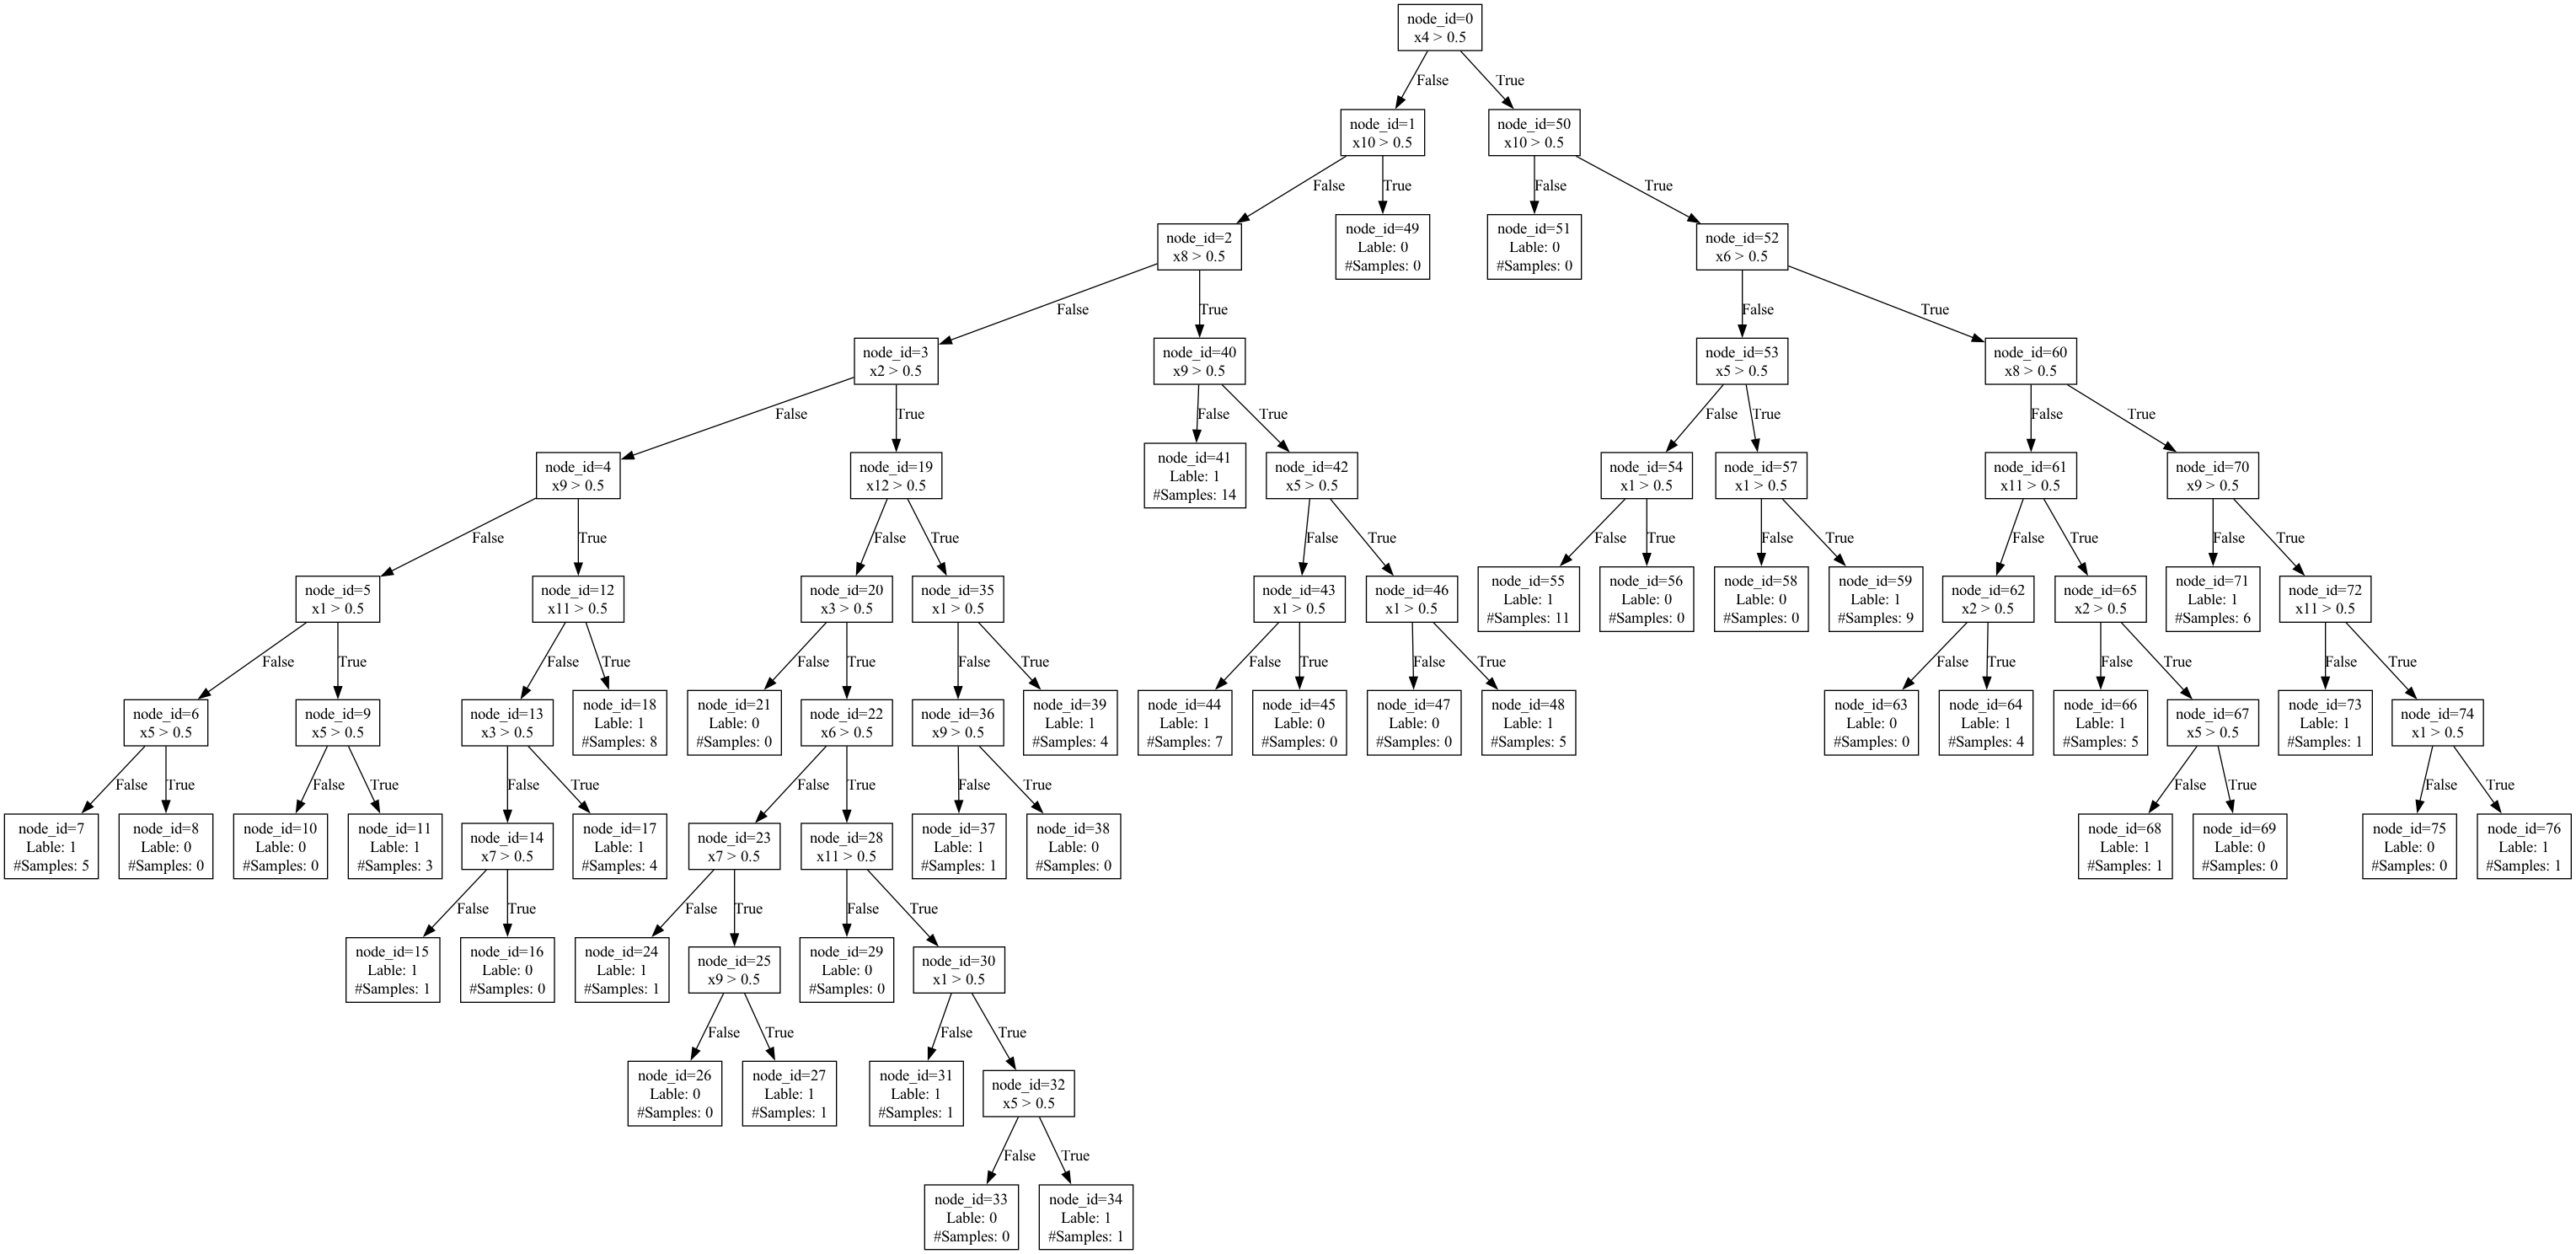 node_id=0
x4 > 0.5
False
True
node_id=1
x10 > 0.5
node_id=50
x10 > 0.5
False
True
False
True
node_id=2
x8 > 0.5
node_id=49
Lable: 0
#Samples: 0
node_id=51
Lable: 0
#Samples: 0
node_id=52
x6 > 0.5
False
True
False
True
node_id=3
x2 > 0.5
node_id=40
x9 > 0.5
node_id=53
x5 > 0.5
node_id=60
x8 > 0.5
False
True
False
True
False
True
False
True
node_id=4
x9 > 0.5
node_id=19
x12 > 0.5
node_id=41
Lable: 1
#Samples: 14
node_id=42
x5 > 0.5
node_id=54
x1 > 0.5
node_id=57
x1 > 0.5
node_id=61
x11 > 0.5
node_id=70
x9 > 0.5
False
True
False
True
False
True
False
True
False
True
False
True
False
True
node_id=5
x1 > 0.5
node_id=12
x11 > 0.5
node_id=20
x3 > 0.5
node_id=35
x1 > 0.5
node_id=43
x1 > 0.5
node_id=46
x1 > 0.5
node_id=55
Lable: 1
#Samples: 11
node_id=56
Lable: 0
#Samples: 0
node_id=58
Lable: 0
#Samples: 0
node_id=59
Lable: 1
#Samples: 9
node_id=62
x2 > 0.5
node_id=65
x2 > 0.5
node_id=71
Lable: 1
#Samples: 6
node_id=72
x11 > 0.5
False
True
False
True
False
True
False
True
False
True
False
True
False
True
False
True
False
True
node_id=6
x5 > 0.5
node_id=9
x5 > 0.5
node_id=13
x3 > 0.5
node_id=18
Lable: 1
#Samples: 8
node_id=21
Lable: 0
#Samples: 0
node_id=22
x6 > 0.5
node_id=36
x9 > 0.5
node_id=39
Lable: 1
#Samples: 4
node_id=44
Lable: 1
#Samples: 7
node_id=45
Lable: 0
#Samples: 0
node_id=47
Lable: 0
#Samples: 0
node_id=48
Lable: 1
#Samples: 5
node_id=63
Lable: 0
#Samples: 0
node_id=64
Lable: 1
#Samples: 4
node_id=66
Lable: 1
#Samples: 5
node_id=67
x5 > 0.5
node_id=73
Lable: 1
#Samples: 1
node_id=74
x1 > 0.5
False
True
False
True
False
True
False
True
False
True
False
True
False
True
node_id=7
Lable: 1
#Samples: 5
node_id=8
Lable: 0
#Samples: 0
node_id=10
Lable: 0
#Samples: 0
node_id=11
Lable: 1
#Samples: 3
node_id=14
x7 > 0.5
node_id=17
Lable: 1
#Samples: 4
node_id=23
x7 > 0.5
node_id=28
x11 > 0.5
node_id=37
Lable: 1
#Samples: 1
node_id=38
Lable: 0
#Samples: 0
node_id=68
Lable: 1
#Samples: 1
node_id=69
Lable: 0
#Samples: 0
node_id=75
Lable: 0
#Samples: 0
node_id=76
Lable: 1
#Samples: 1
False
True
False
True
False
True
node_id=15
Lable: 1
#Samples: 1
node_id=16
Lable: 0
#Samples: 0
node_id=24
Lable: 1
#Samples: 1
node_id=25
x9 > 0.5
node_id=29
Lable: 0
#Samples: 0
node_id=30
x1 > 0.5
False
True
False
True
node_id=26
Lable: 0
#Samples: 0
node_id=27
Lable: 1
#Samples: 1
node_id=31
Lable: 1
#Samples: 1
node_id=32
x5 > 0.5
False
True
node_id=33
Lable: 0
#Samples: 0
node_id=34
Lable: 1
#Samples: 1